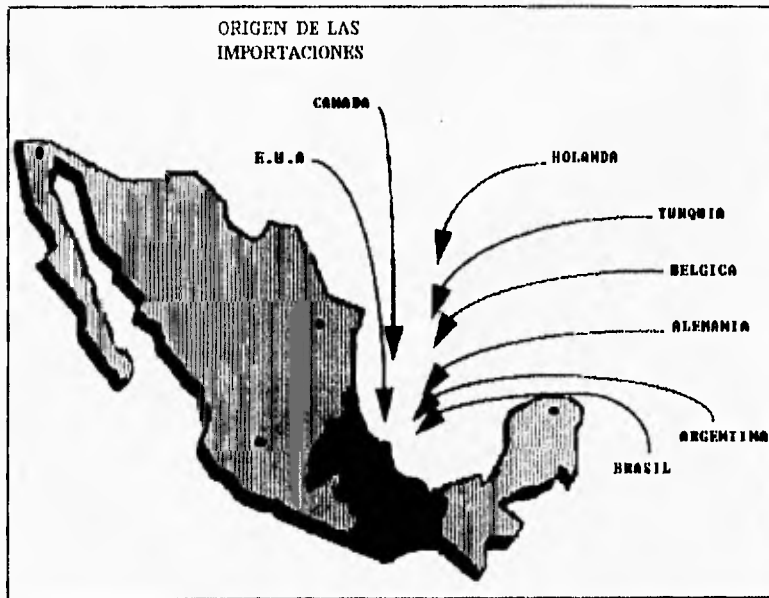 ORIGEN DE LAS
IMPORTACIONES
CANADA
E.U.A
HOLANDA
TURQUIA
BELGICA
ALEMANIA
ARGENTINA
BRASIL